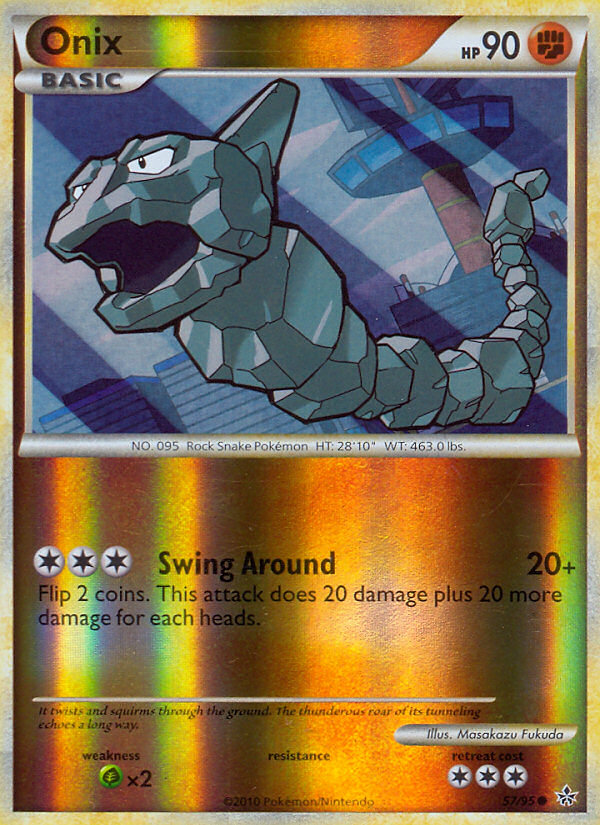 Onix
HP 90
BASIC
NO. 095 Rock Snake Pokémon HT: 28'10" WT: 463.0 lbs.
Swing Around 20+
Flip 2 coins. This attack does 20 damage plus 20 more
damage for each heads.
It twists and squirms through the ground. The thunderous roar of its tunneling
echoes a long way.
Illus. Masakazu Fukuda
weakness resistance retreat cost
×2
©2010 Pokémon/Nintendo 57/95